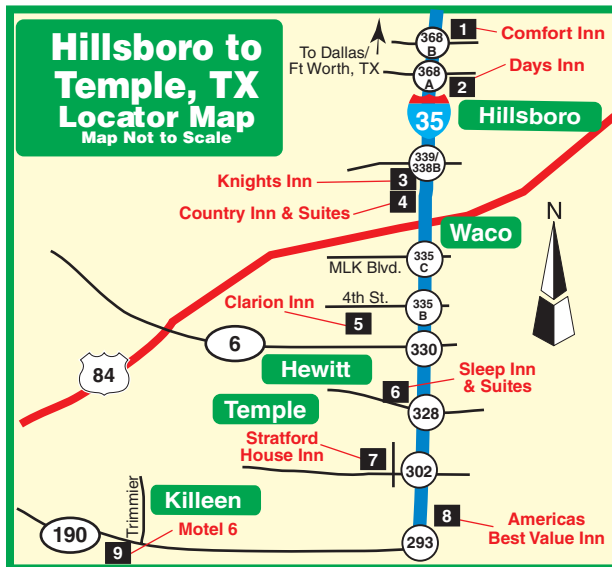 Hillsboro to
Temple, TX
Locator Map
Map Not to Scale
To Dallas/
Ft Worth, TX
368
B
1
Comfort Inn
368
A
2
Days Inn
35
Hillsboro
339/
338B
Knights Inn
3
Country Inn & Suites
4
N
Waco
335
C
MLK Blvd.
Clarion Inn
4th St.
335
B
5
6
330
84
Hewitt
Sleep Inn
& Suites
6
Temple
328
Stratford
House Inn
7
302
Killeen
Trimmier
190
Motel 6
9
293
8
Americas
Best Value Inn